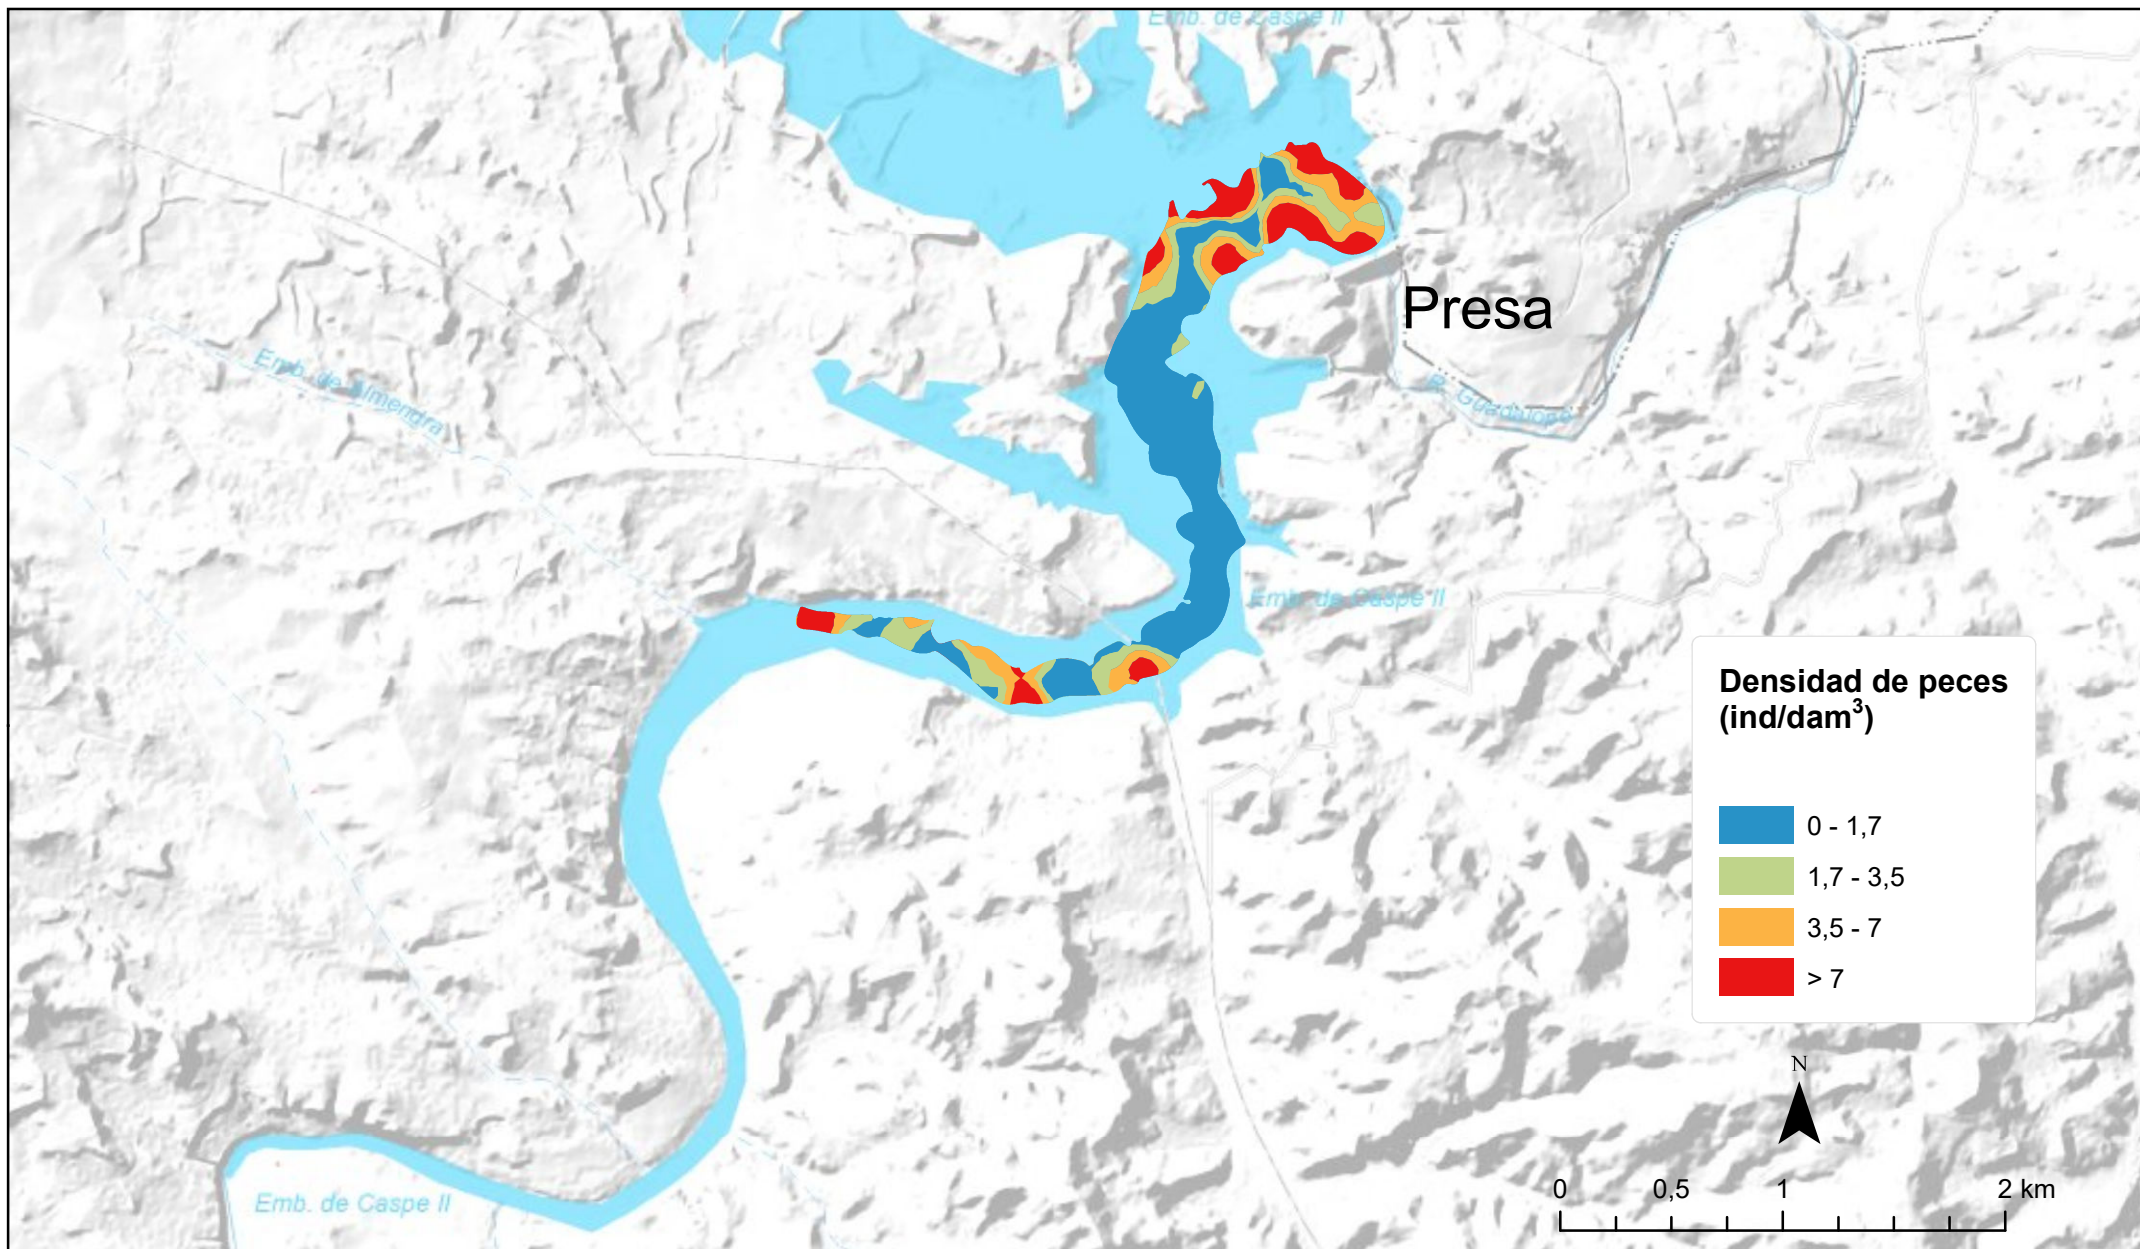 Emb. de Caspe II
Presa
Emb. de Almendra
R. Guadalope
Emb. de Caspe II
Densidad de peces
(ind/dam³)
0 - 1,7
1,7 - 3,5
3,5 - 7
> 7
N
0 0,5 1 2 km
Emb. de Caspe II